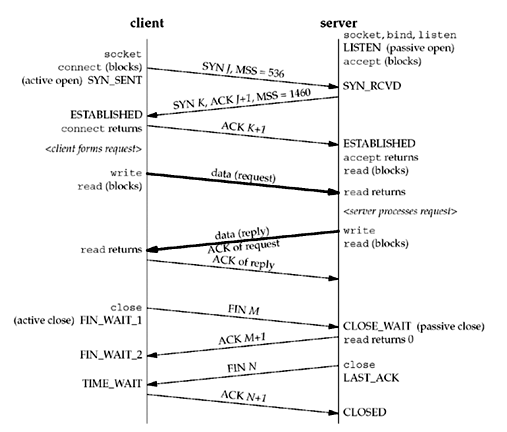 client
server
socket, bind, listen
LISTEN (passive open)
accept (blocks)
socket
connect (blocks)
(active open) SYN_SENT
SYN J, MSS = 536
SYN_RCVD
SYN K, ACK J+1, MSS = 1460
ESTABLISHED
connect returns
ACK K+1
<client forms request>
ESTABLISHED
accept returns
read (blocks)
write
read (blocks)
data (request)
read returns
<server processes request>
write
read (blocks)
data (reply)
ACK of request
read returns
ACK of reply
close
(active close) FIN_WAIT_1
FIN M
CLOSE_WAIT (passive close)
read returns 0
ACK M+1
FIN_WAIT_2
close
LAST_ACK
FIN N
TIME_WAIT
ACK N+1
CLOSED